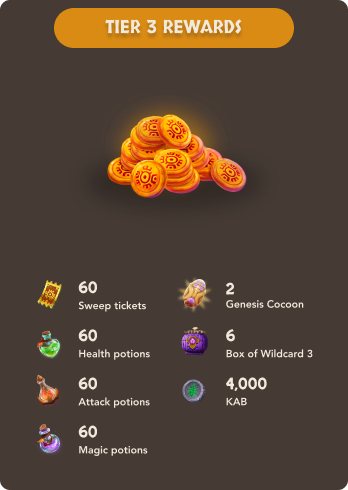 TIER 3 REWARDS
60
Sweep tickets
2
Genesis Cocoon
60
Health potions
6
Box of Wildcard 3
60
Attack potions
4,000
KAB
60
Magic potions